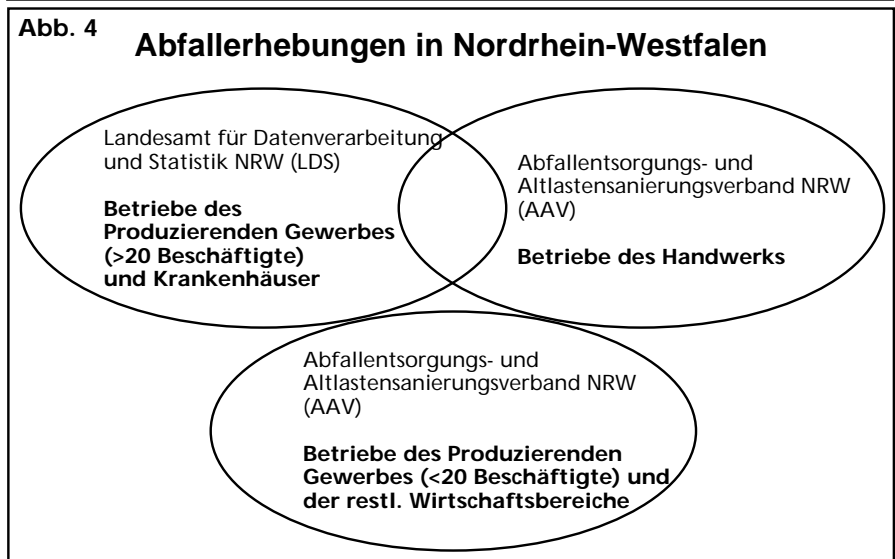 Abb. 4
Abfallerhebungen in Nordrhein-Westfalen
Landesamt für Datenverarbeitung
und Statistik NRW (LDS)
Betriebe des
Produzierenden Gewerbes
(>20 Beschäftigte)
und Krankenhäuser
Abfallentsorgungs- und
Altlastensanierungsverband NRW
(AAV)
Betriebe des Handwerks
Abfallentsorgungs- und
Altlastensanierungsverband NRW
(AAV)
Betriebe des Produzierenden
Gewerbes (<20 Beschäftigte) und
der restl. Wirtschaftsbereiche